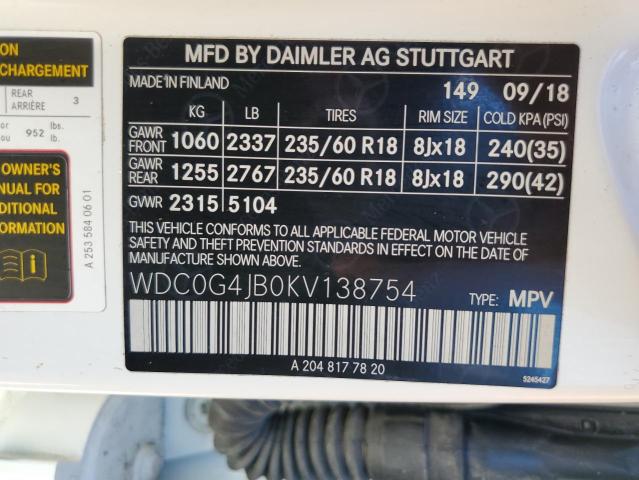 ON
CHARGEMENT
REAR
ARRIÈRE 3
or
ou 952 lbs.
lb.
OWNER'S
NUAL FOR
DITIONAL
ORMATION
A 253 584 06 01
MFD BY DAIMLER AG STUTTGART
MADE IN FINLAND 149 09/18
KG LB TIRES RIM SIZE COLD KPA(PSI)
GAWR
FRONT 1060 2337 235/60 R18 8Jx18 240(35)
GAWR
REAR 1255 2767 235/60 R18 8Jx18 290(42)
GVWR 2315 5104
THIS VEHICLE CONFORMS TO ALL APPLICABLE FEDERAL MOTOR VEHICLE
SAFETY AND THEFT PREVENTION STANDARDS IN EFFECT ON THE DATE
OF MANUFACTURE SHOWN ABOVE.
WDC0G4JB0KV138754 TYPE: MPV
A 204 817 78 20
5245427